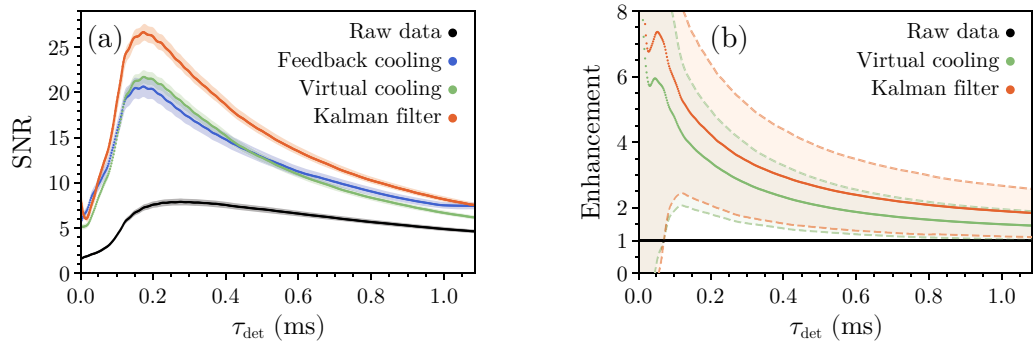 (a)
Raw data
Feedback cooling
Virtual cooling
Kalman filter
SNR
25
20
15
10
5
0
0.0 0.2 0.4 0.6 0.8 1.0
τdet (ms)
(b)
Raw data
Virtual cooling
Kalman filter
Enhancement
8
6
4
2
1
0
0.0 0.2 0.4 0.6 0.8 1.0
τdet (ms)